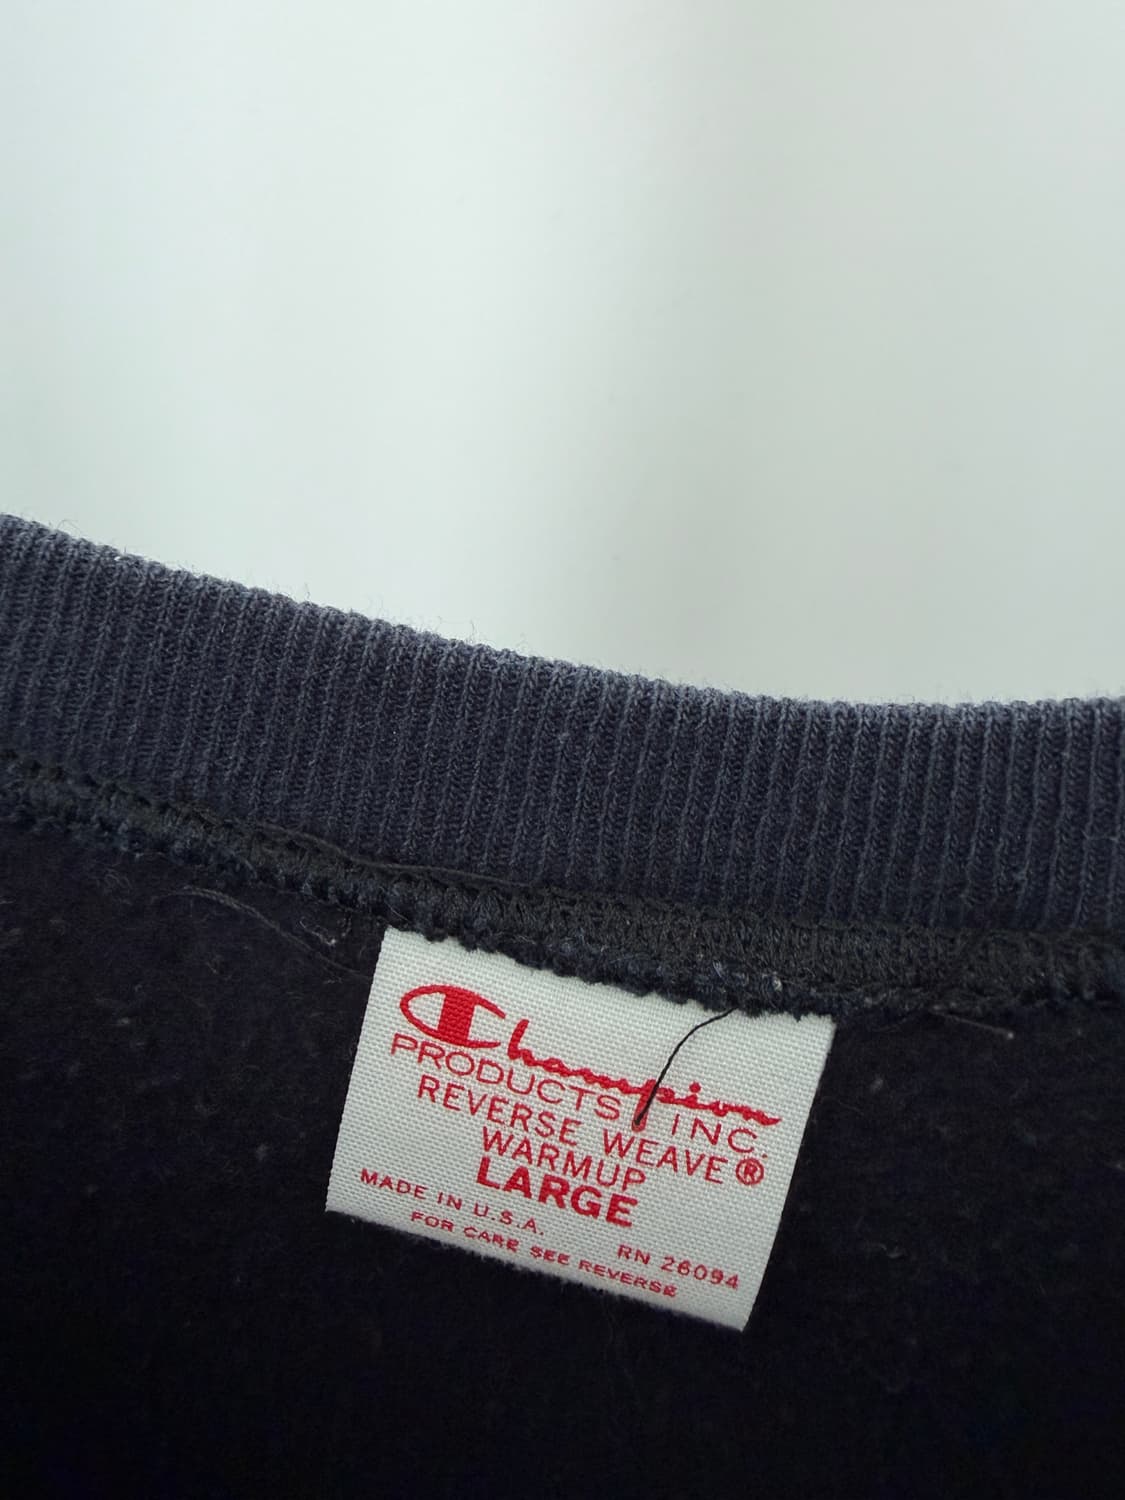 Champion
PRODUCTS INC.
REVERSE WEAVE®
WARMUP
LARGE
MADE IN U.S.A.
RN 26094
FOR CARE SEE REVERSE